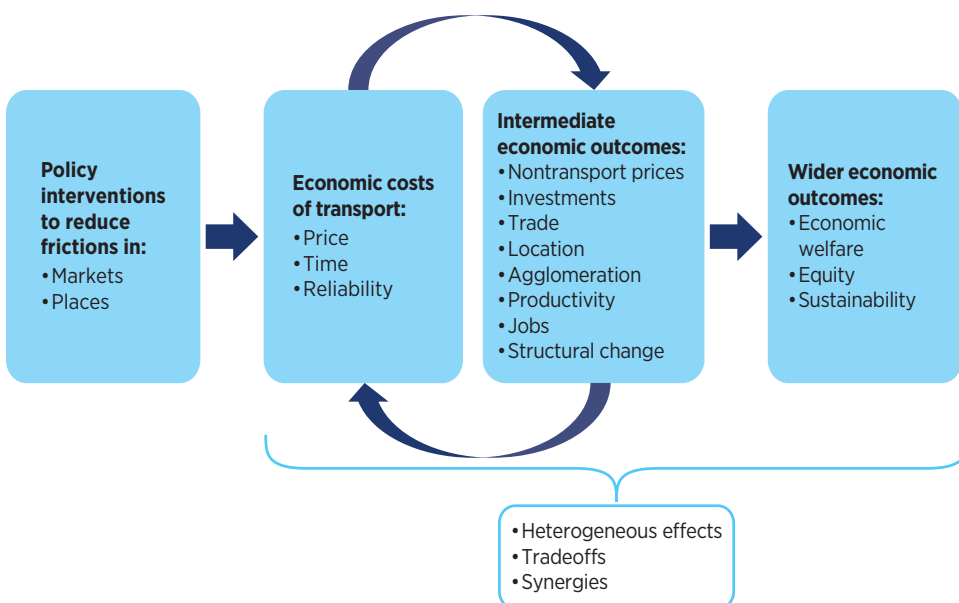 Policy
interventions
to reduce
frictions in:
• Markets
• Places
Economic costs
of transport:
• Price
• Time
• Reliability
Intermediate
economic outcomes:
• Nontransport prices
• Investments
• Trade
• Location
• Agglomeration
• Productivity
• Jobs
• Structural change
Wider economic
outcomes:
• Economic
welfare
• Equity
• Sustainability
• Heterogeneous effects
• Tradeoffs
• Synergies